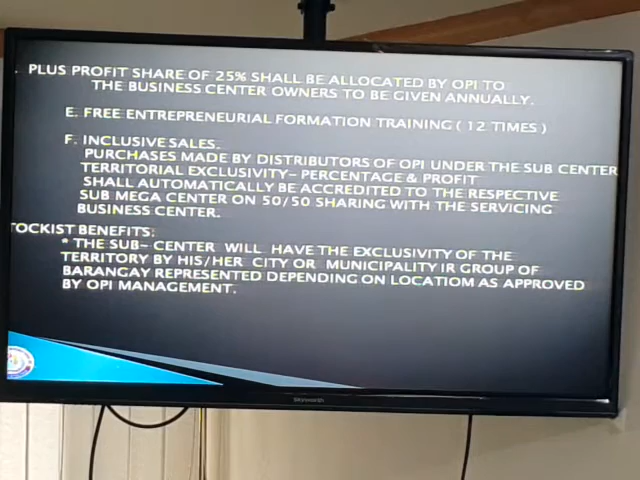 PLUS PROFIT SHARE OF 25% SHALL BE ALLOCATED BY OPI TO
THE BUSINESS CENTER OWNERS TO BE GIVEN ANNUALLY.
E. FREE ENTREPRENEURIAL FORMATION TRAINING ( 12 TIMES )
F. INCLUSIVE SALES.
PURCHASES MADE BY DISTRIBUTORS OF OPI UNDER THE SUB CENTER
TERRITORIAL EXCLUSIVITY- PERCENTAGE & PROFIT
SHALL AUTOMATICALLY BE ACCREDITED TO THE RESPECTIVE
SUB MEGA CENTER ON 50/50 SHARING WITH THE SERVICING
BUSINESS CENTER.
TOCKIST BENEFITS:
* THE SUB- CENTER WILL HAVE THE EXCLUSIVITY OF THE
TERRITORY BY HIS/HER CITY OR MUNICIPALITY IR GROUP OF
BARANGAY REPRESENTED DEPENDING ON LOCATIOM AS APPROVED
BY OPI MANAGEMENT.
Skyworth